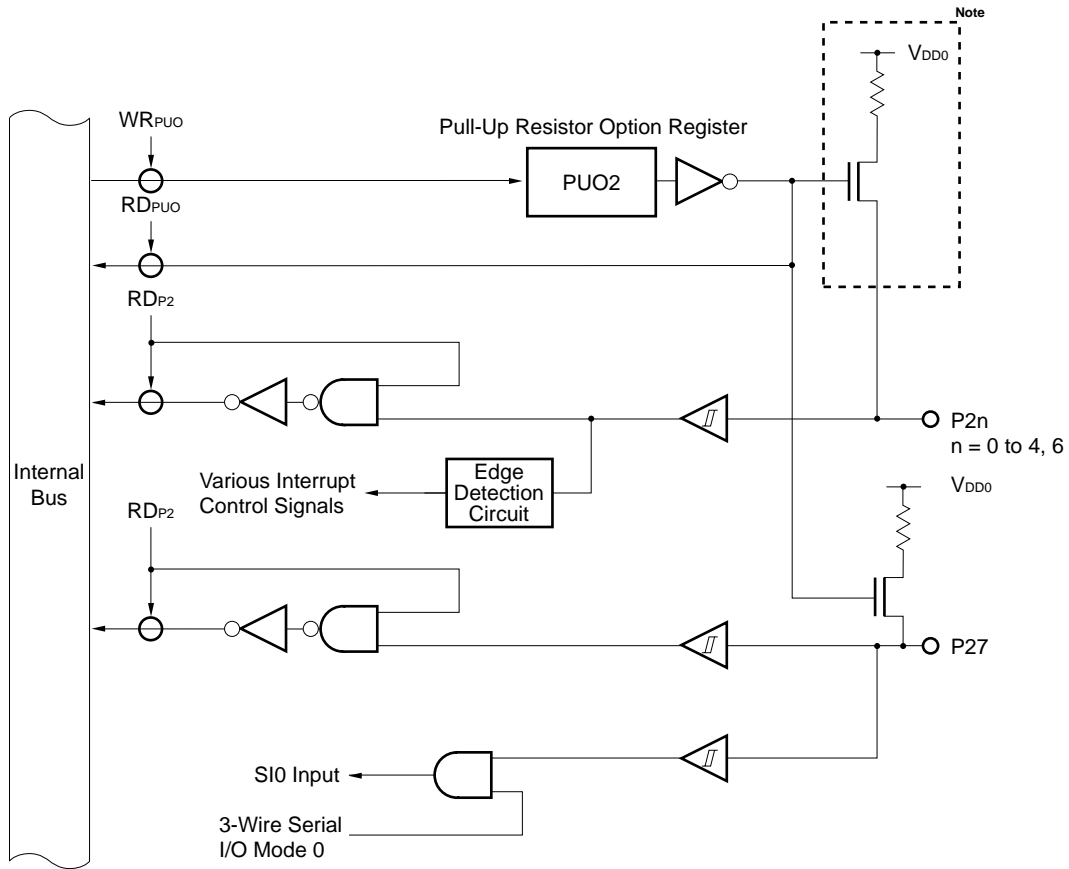 Note
VDD0
WRPUO
Pull-Up Resistor Option Register
PUO2
RDPUO
RDP2
P2n
n = 0 to 4, 6
Internal
Bus
Various Interrupt
Control Signals
Edge
Detection
Circuit
VDD0
RDP2
P27
SI0 Input
3-Wire Serial
I/O Mode 0